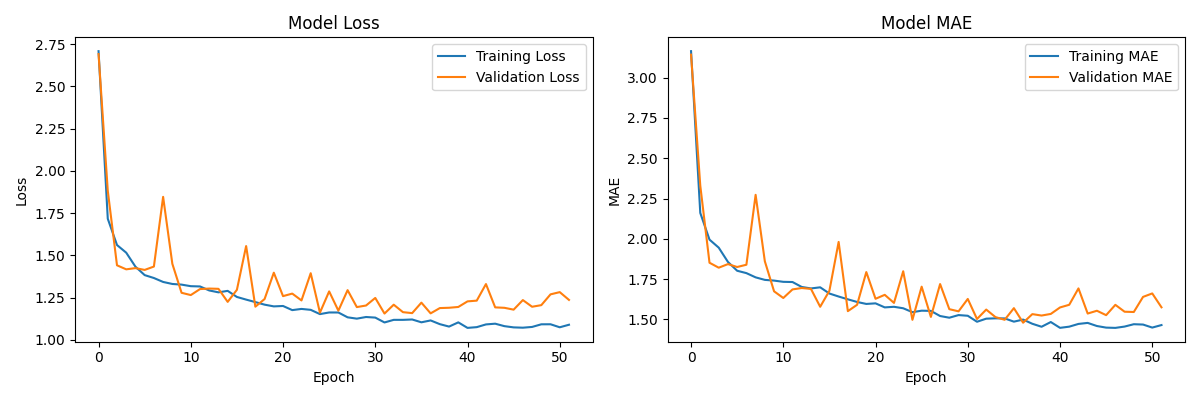 Model Loss
2.75
2.50
2.25
2.00
1.75
1.50
1.25
1.00
Loss
0 10 20 30 40 50
Epoch
Training Loss
Validation Loss
Model MAE
3.00
2.75
2.50
2.25
2.00
1.75
1.50
MAE
0 10 20 30 40 50
Epoch
Training MAE
Validation MAE